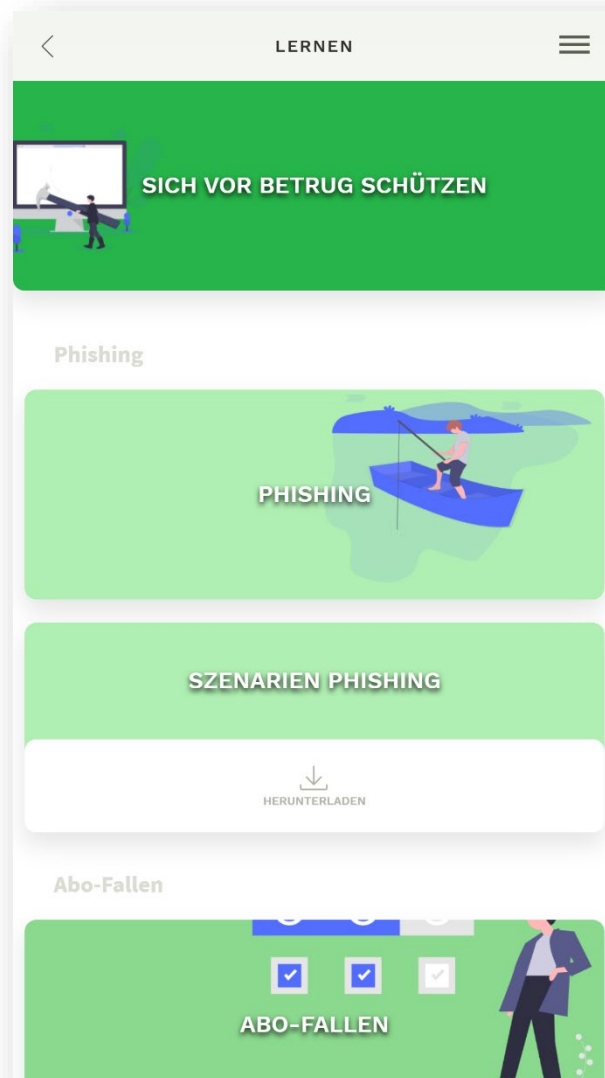 LERNEN
SICH VOR BETRUG SCHÜTZEN
Phishing
PHISHING
SZENARIEN PHISHING
HERUNTERLADEN
Abo-Fallen
ABO-FALLEN